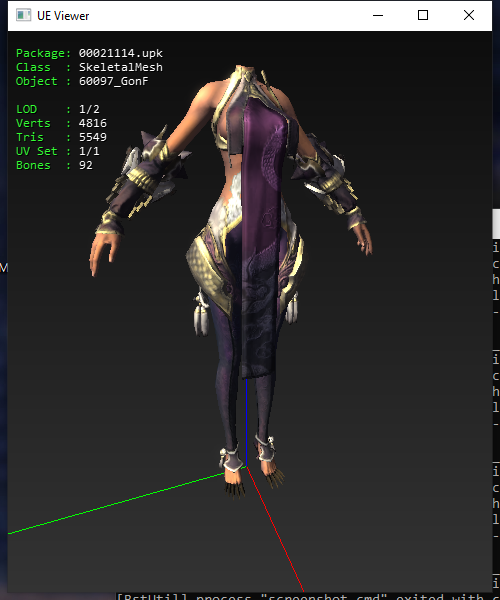 UE Viewer
Package: 00021114.upk
Class : SkeletalMesh
Object : 60097_GonF
LOD : 1/2
Verts : 4816
Tris : 5549
UV Set : 1/1
Bones : 92
M
i
c
h
l
-
i
c
h
l
-
i
c
h
l
-
i
[BstUtil] process "screenshot.cmd" exited with c